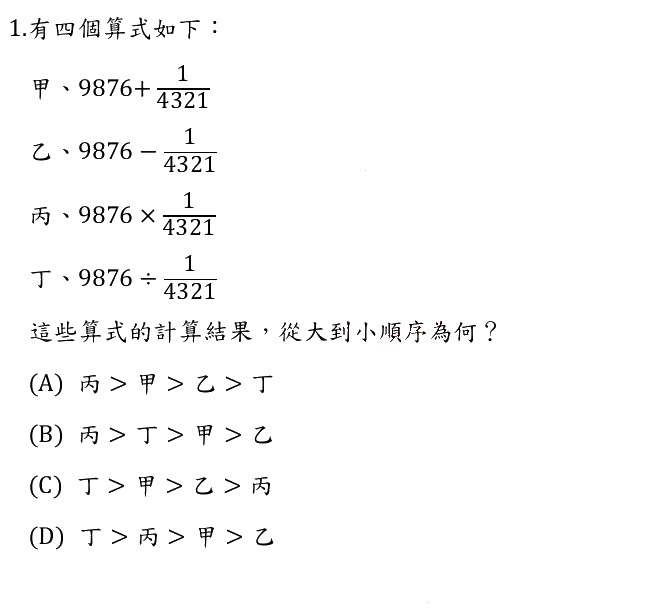 1.有四個算式如下：
甲、9876+ 1/4321
乙、9876 − 1/4321
丙、9876 × 1/4321
丁、9876 ÷ 1/4321
這些算式的計算結果，從大到小順序為何？
(A) 丙 > 甲 > 乙 > 丁
(B) 丙 > 丁 > 甲 > 乙
(C) 丁 > 甲 > 乙 > 丙
(D) 丁 > 丙 > 甲 > 乙